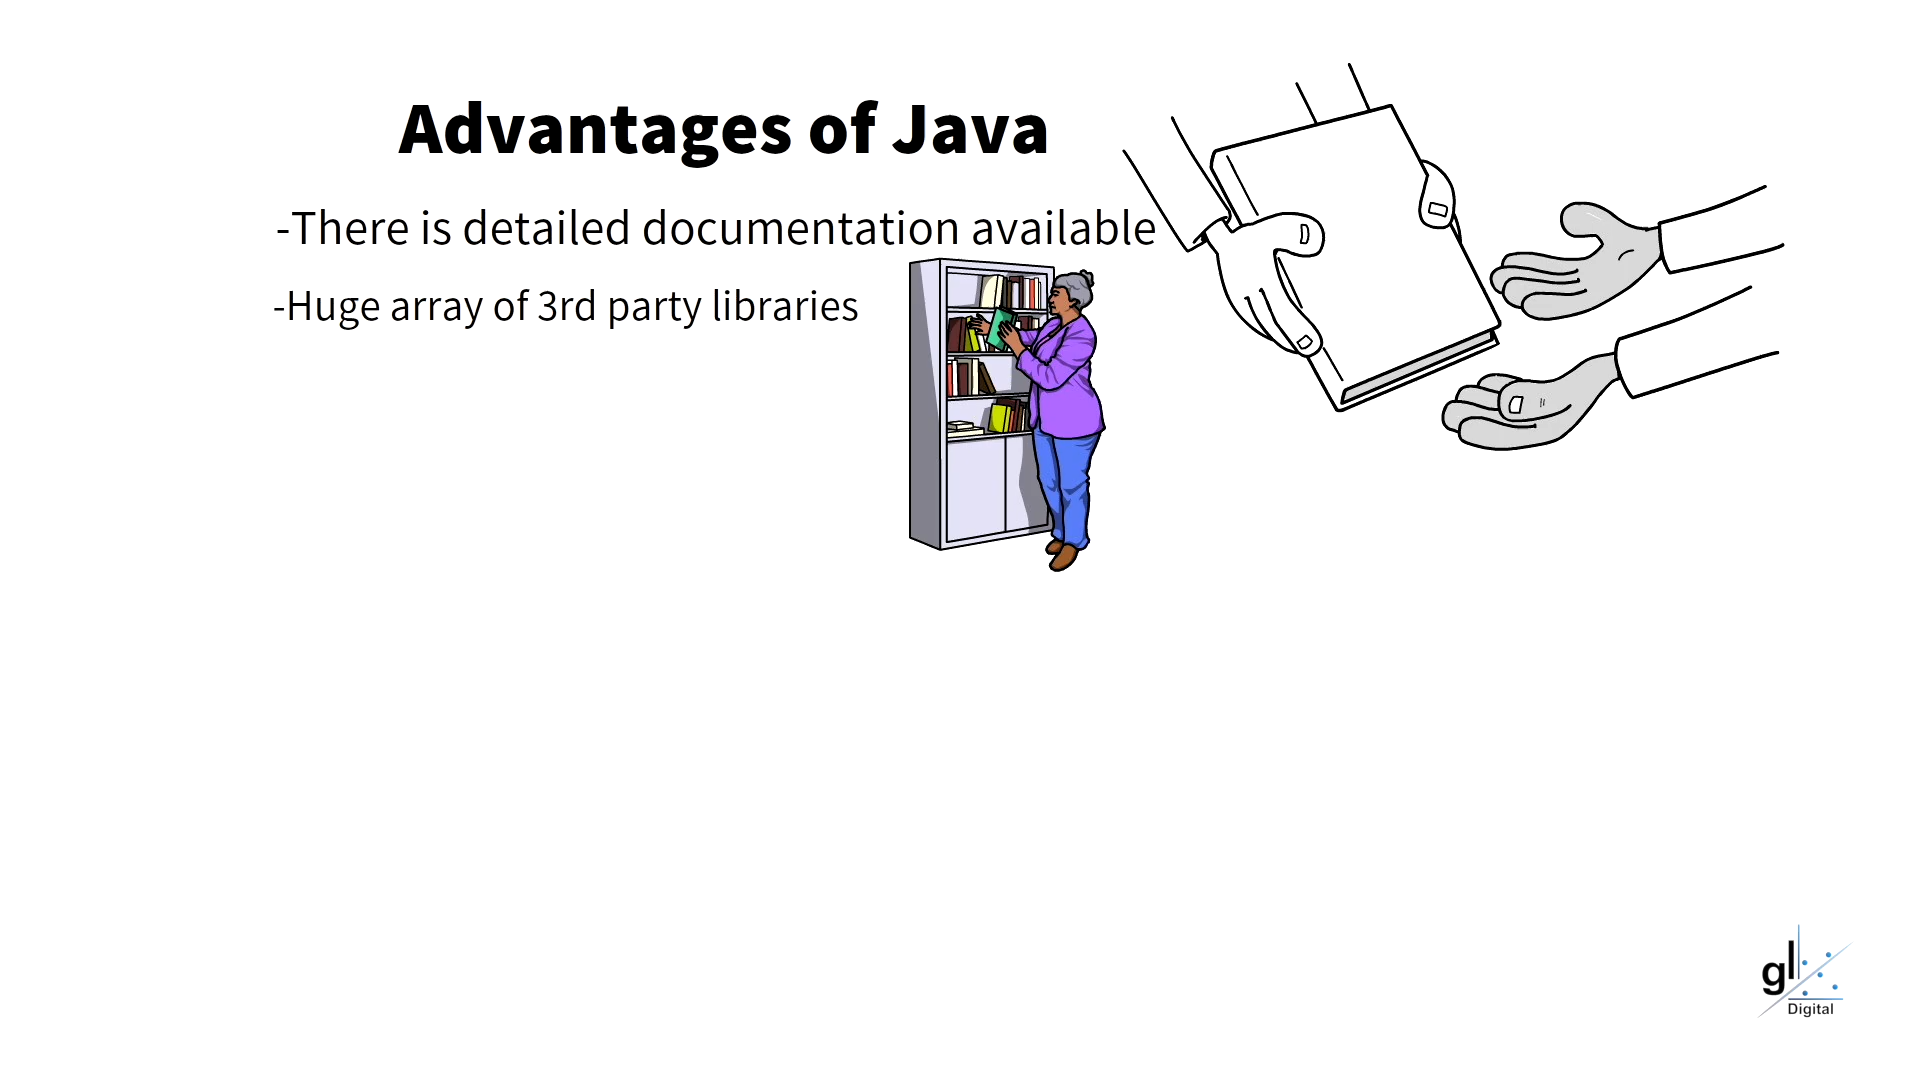 Advantages of Java
-There is detailed documentation available
-Huge array of 3rd party libraries
gl
Digital